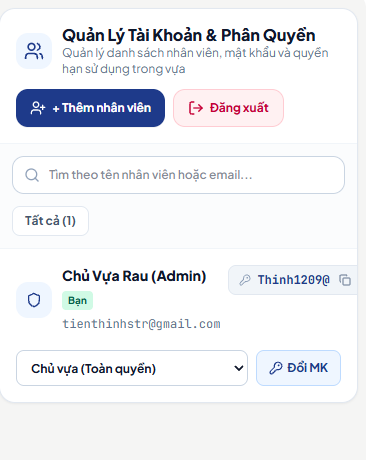 Quản Lý Tài Khoản & Phân Quyền
Quản lý danh sách nhân viên, mật khẩu và quyền
hạn sử dụng trong vựa
+ Thêm nhân viên
Đăng xuất
Tìm theo tên nhân viên hoặc email...
Tất cả (1)
Chủ Vựa Rau (Admin)
Thinh1209@
Bạn
tienthinhstr@gmail.com
Chủ vựa (Toàn quyền)
Đổi MK